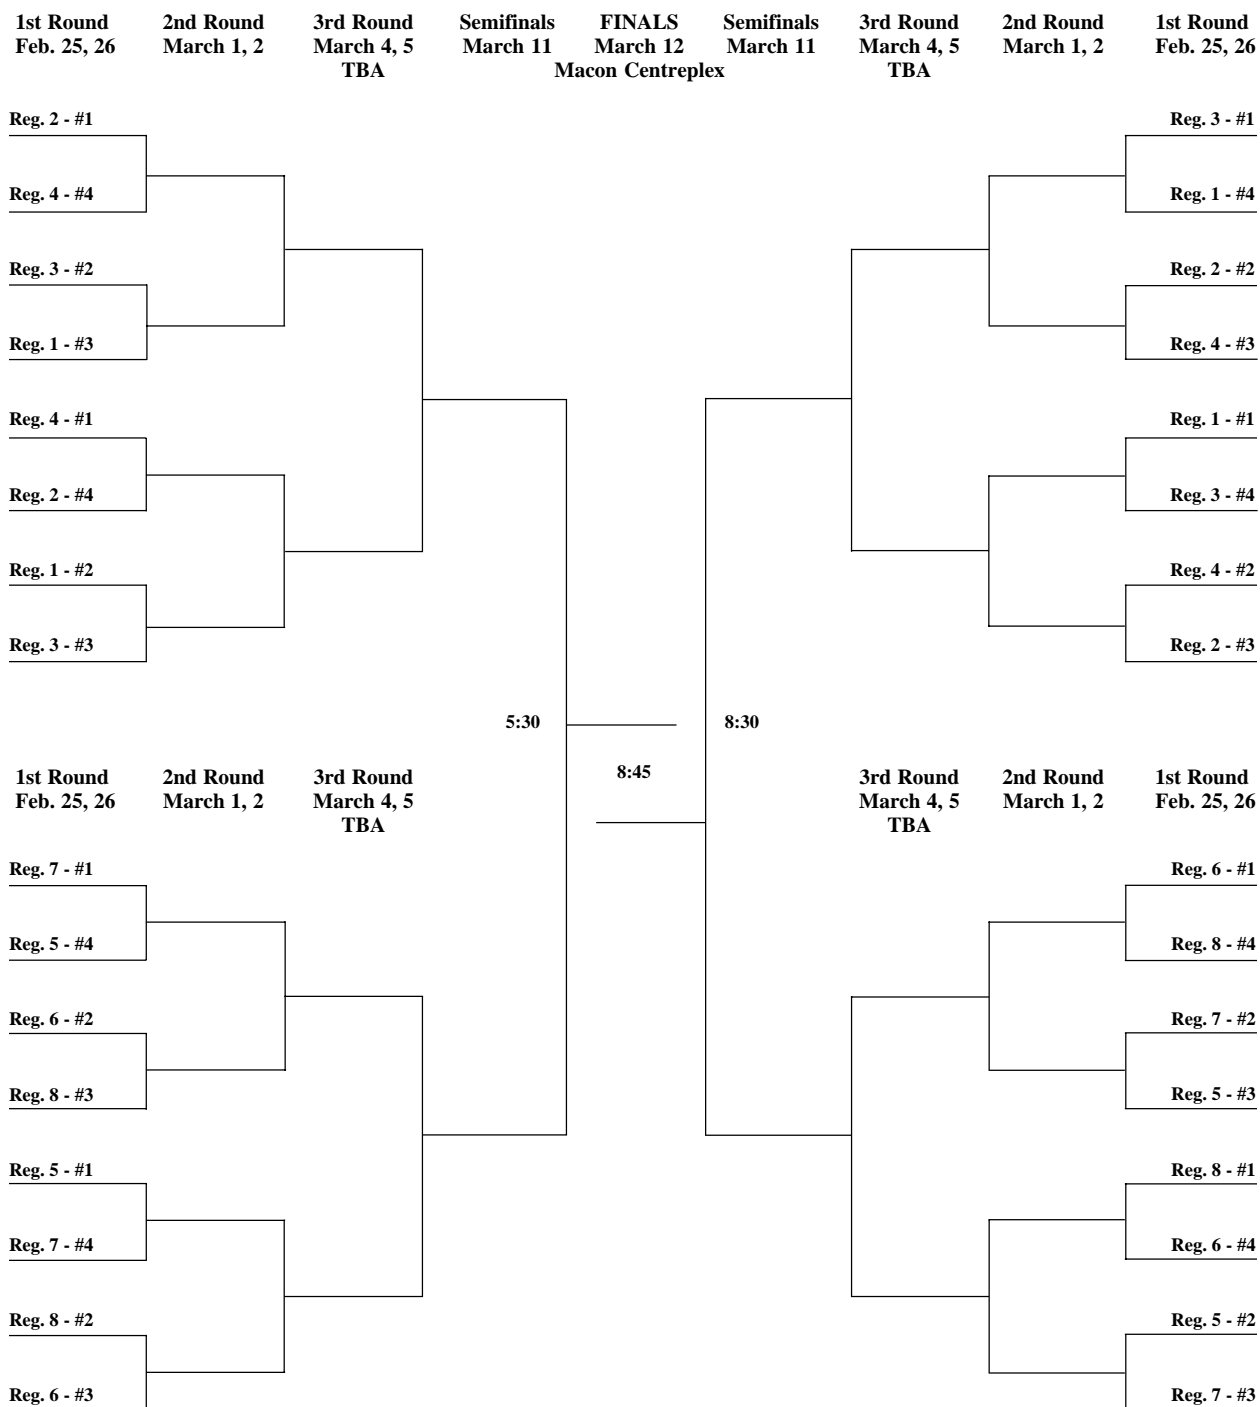 1st Round 2nd Round 3rd Round Semifinals FINALS Semifinals 3rd Round 2nd Round 1st Round
Feb. 25, 26 March 1, 2 March 4, 5 March 11 March 12 March 11 March 4, 5 March 1, 2 Feb. 25, 26
TBA Macon Centreplex TBA
Reg. 2 - #1 Reg. 3 - #1
Reg. 4 - #4 Reg. 1 - #4
Reg. 3 - #2 Reg. 2 - #2
Reg. 1 - #3 Reg. 4 - #3
Reg. 4 - #1 Reg. 1 - #1
Reg. 2 - #4 Reg. 3 - #4
Reg. 1 - #2 Reg. 4 - #2
Reg. 3 - #3 Reg. 2 - #3
5:30 8:30
8:45
1st Round 2nd Round 3rd Round 3rd Round 2nd Round 1st Round
Feb. 25, 26 March 1, 2 March 4, 5 March 4, 5 March 1, 2 Feb. 25, 26
TBA TBA
Reg. 7 - #1 Reg. 6 - #1
Reg. 5 - #4 Reg. 8 - #4
Reg. 6 - #2 Reg. 7 - #2
Reg. 8 - #3 Reg. 5 - #3
Reg. 5 - #1 Reg. 8 - #1
Reg. 7 - #4 Reg. 6 - #4
Reg. 8 - #2 Reg. 5 - #2
Reg. 6 - #3 Reg. 7 - #3